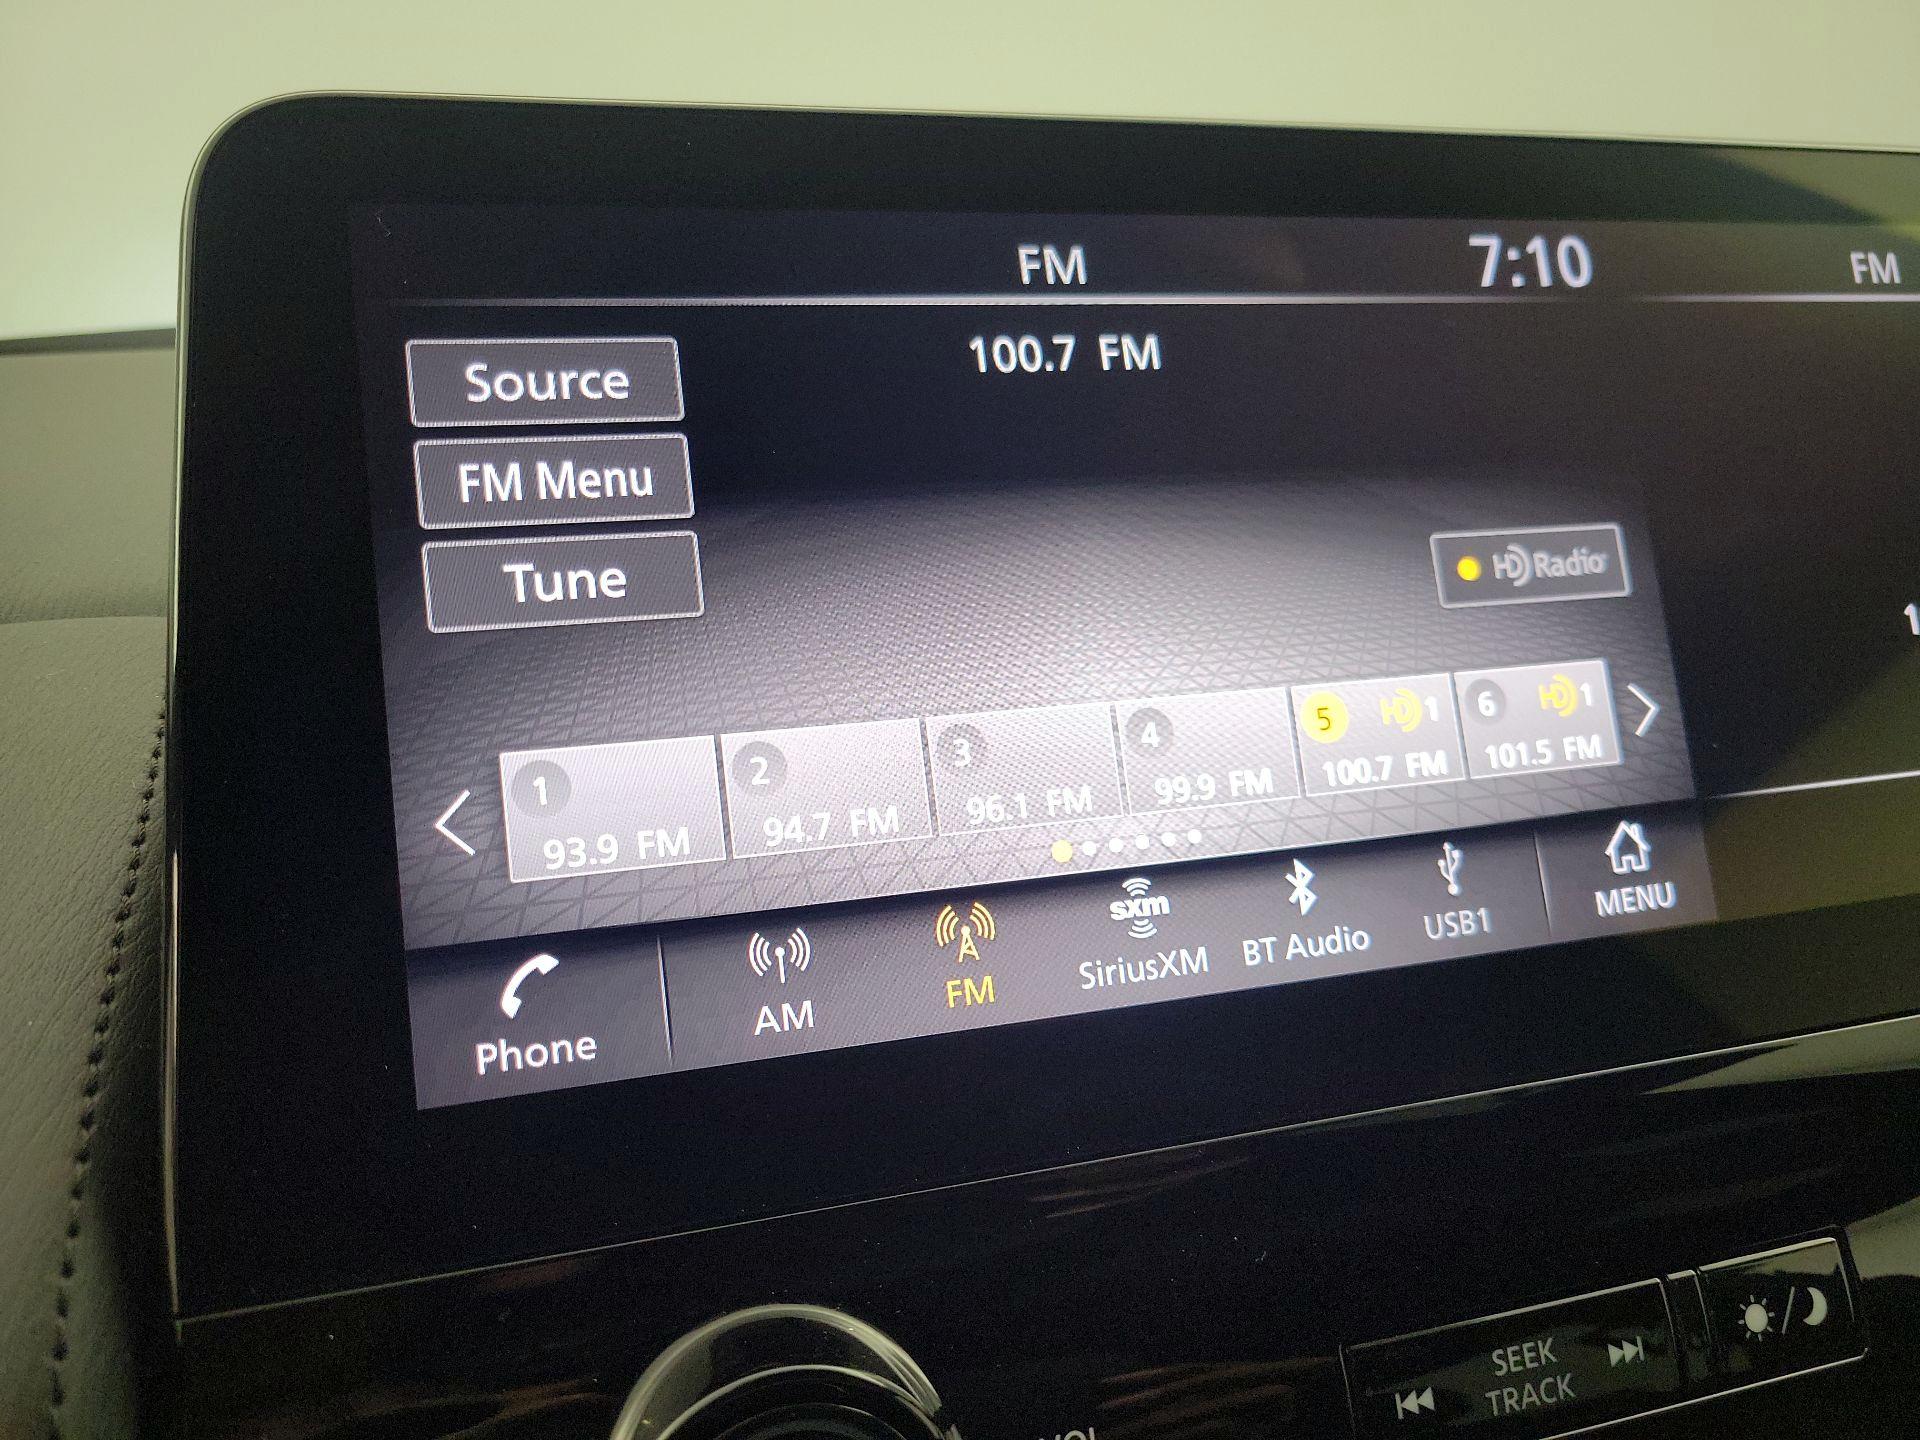 FM 7:10 FM
100.7 FM
Source
FM Menu
Tune
HD Radio
1 93.9 FM
2 94.7 FM
3 96.1 FM
4 99.9 FM
5 HD 1 100.7 FM
6 HD 1 101.5 FM
Phone
AM
FM
sxm
SiriusXM
BT Audio
USB1
MENU
SEEK
TRACK
VOL